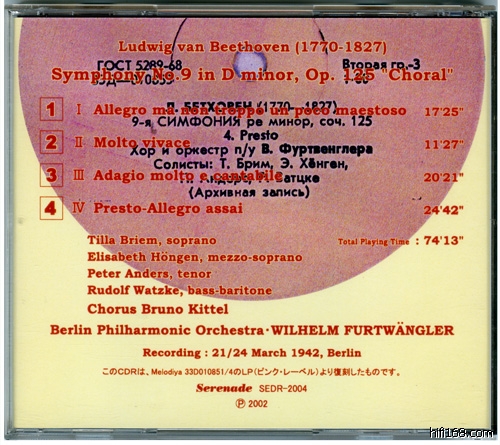 Ludwig van Beethoven (1770-1827)
ГОСТ 5289-68
Вторая гр.-3
Symphony No.9 in D minor, Op. 125 "Choral"
Л. БЕТХОВЕН (1770-1827)
1 I Allegro ma non troppo un poco maestoso 17'25"
9-я СИМФОНИЯ ре минор, соч. 125
4. Presto
2 II Molto vivace 11'27"
Хор и оркестр п/у В. Фуртвенглера
Солисты: Т. Брим, Э. Хёнген,
3 III Adagio molto e cantabile 20'21"
(Архивная запись)
4 IV Presto-Allegro assai 24'42"
Tilla Briem, soprano
Total Playing Time : 74'13"
Elisabeth Höngen, mezzo-soprano
Peter Anders, tenor
Rudolf Watzke, bass-baritone
Chorus Bruno Kittel
Berlin Philharmonic Orchestra・WILHELM FURTWÄNGLER
Recording : 21/24 March 1942, Berlin
このCDRは、Melodiya 33D010851/4のLP(ピンク・レーベル)より復刻したものです。
Serenade SEDR-2004
Ⓟ 2002
hifi168.com